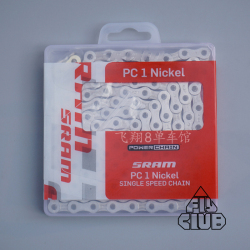 PC 1 Nickel
SRAM
飞翔8单车馆
POWERCHAIN
SRAM
PC 1 Nickel
SINGLE SPEED CHAIN
CLUB